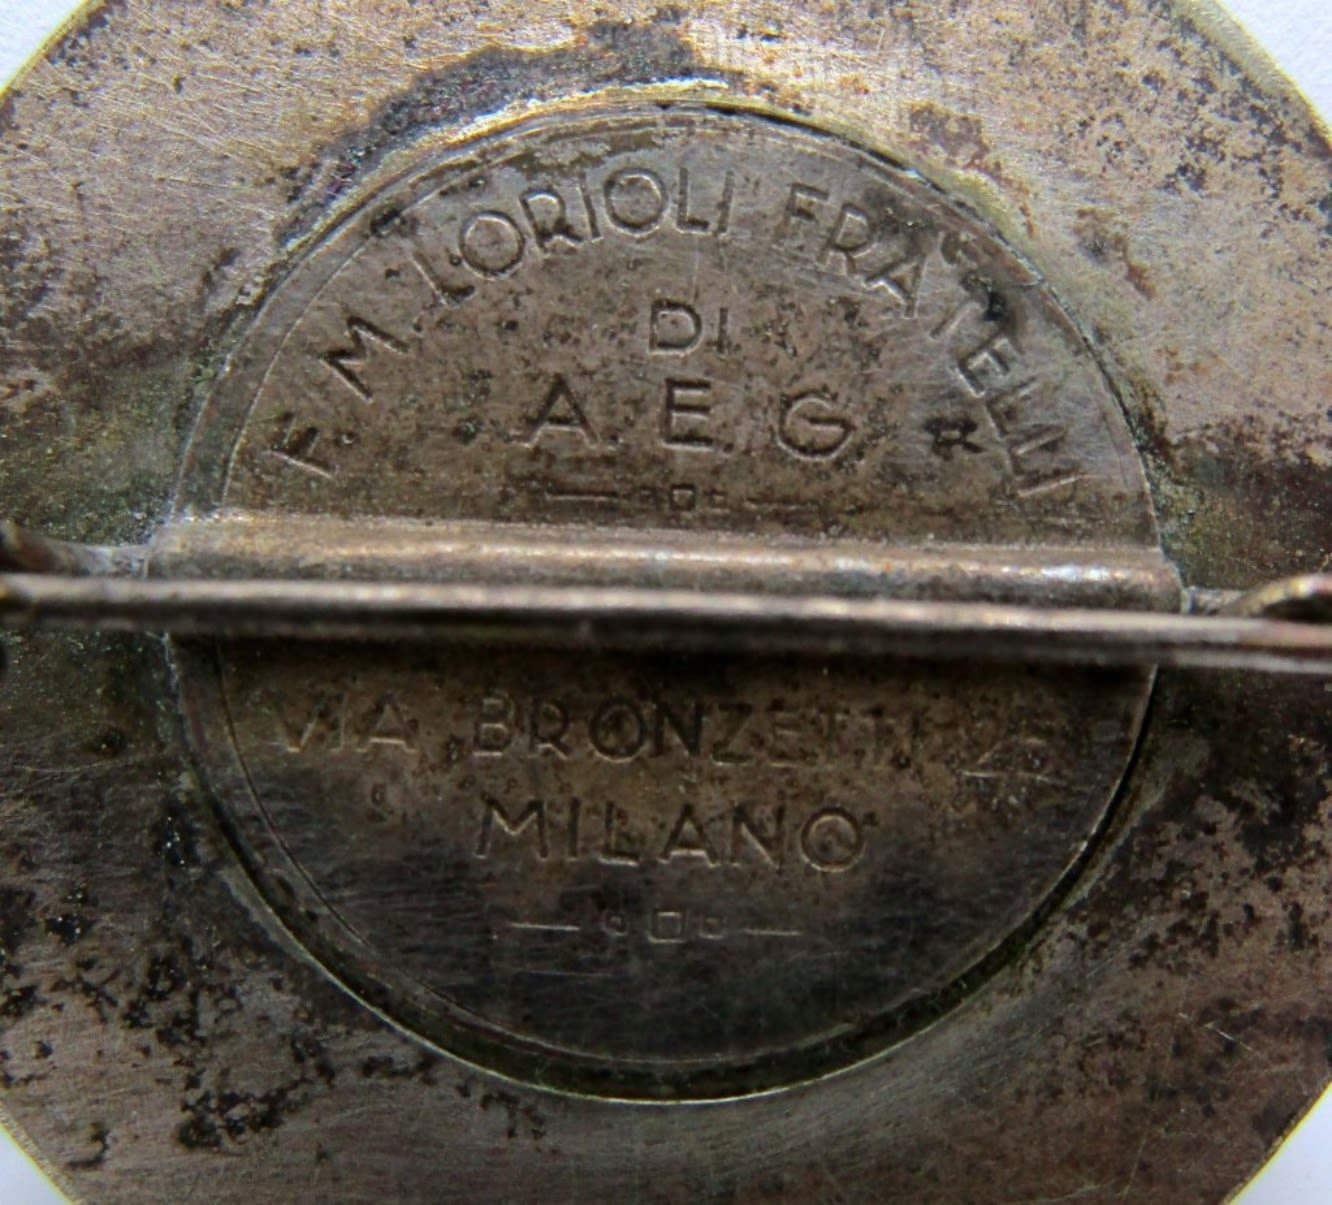 F. M. LORIOLI FRATELLI
DI
A. E. G.
VIA BRONZETTI 25
MILANO